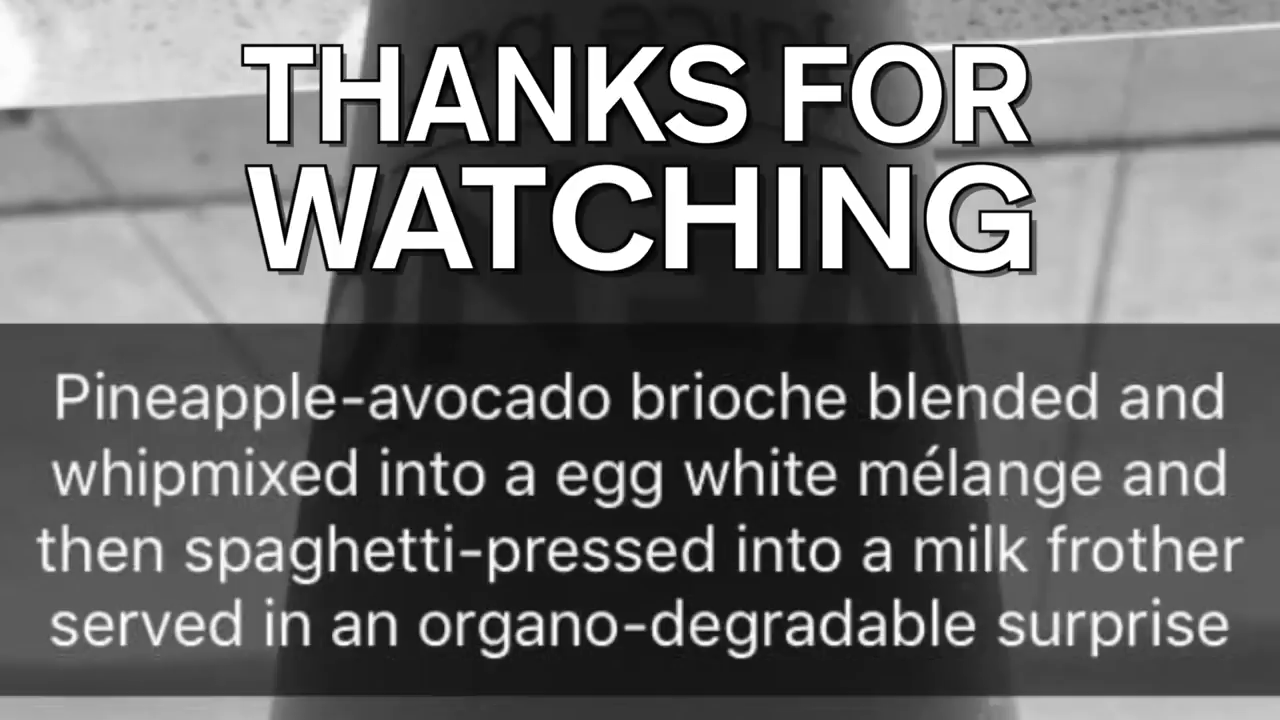 THANKS FOR
WATCHING
Pineapple-avocado brioche blended and
whipmixed into a egg white mélange and
then spaghetti-pressed into a milk frother
served in an organo-degradable surprise